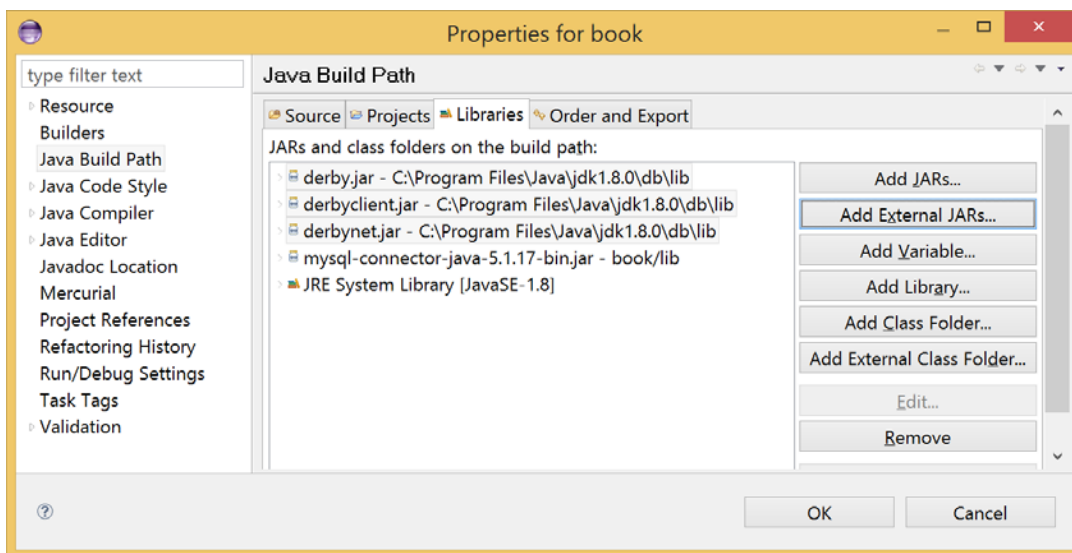 Properties for book
type filter text
Resource
Builders
Java Build Path
Java Code Style
Java Compiler
Java Editor
Javadoc Location
Mercurial
Project References
Refactoring History
Run/Debug Settings
Task Tags
Validation
Java Build Path
Source Projects Libraries Order and Export
JARs and class folders on the build path:
derby.jar - C:\Program Files\Java\jdk1.8.0\db\lib
derbyclient.jar - C:\Program Files\Java\jdk1.8.0\db\lib
derbynet.jar - C:\Program Files\Java\jdk1.8.0\db\lib
mysql-connector-java-5.1.17-bin.jar - book/lib
JRE System Library [JavaSE-1.8]
Add JARs...
Add External JARs...
Add Variable...
Add Library...
Add Class Folder...
Add External Class Folder...
Edit...
Remove
OK Cancel